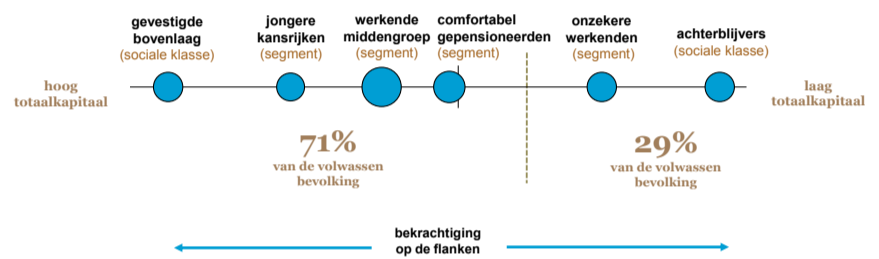 gevestigde
bovenlaag
(sociale klasse)
jongere
kansrijken
(segment)
werkende
middengroep
(segment)
comfortabel
gepensioneerden
(segment)
onzekere
werkenden
(segment)
achterblijvers
(sociale klasse)
hoog
totaalkapitaal
laag
totaalkapitaal
71%
van de volwassen
bevolking
29%
van de volwassen
bevolking
bekrachtiging
op de flanken